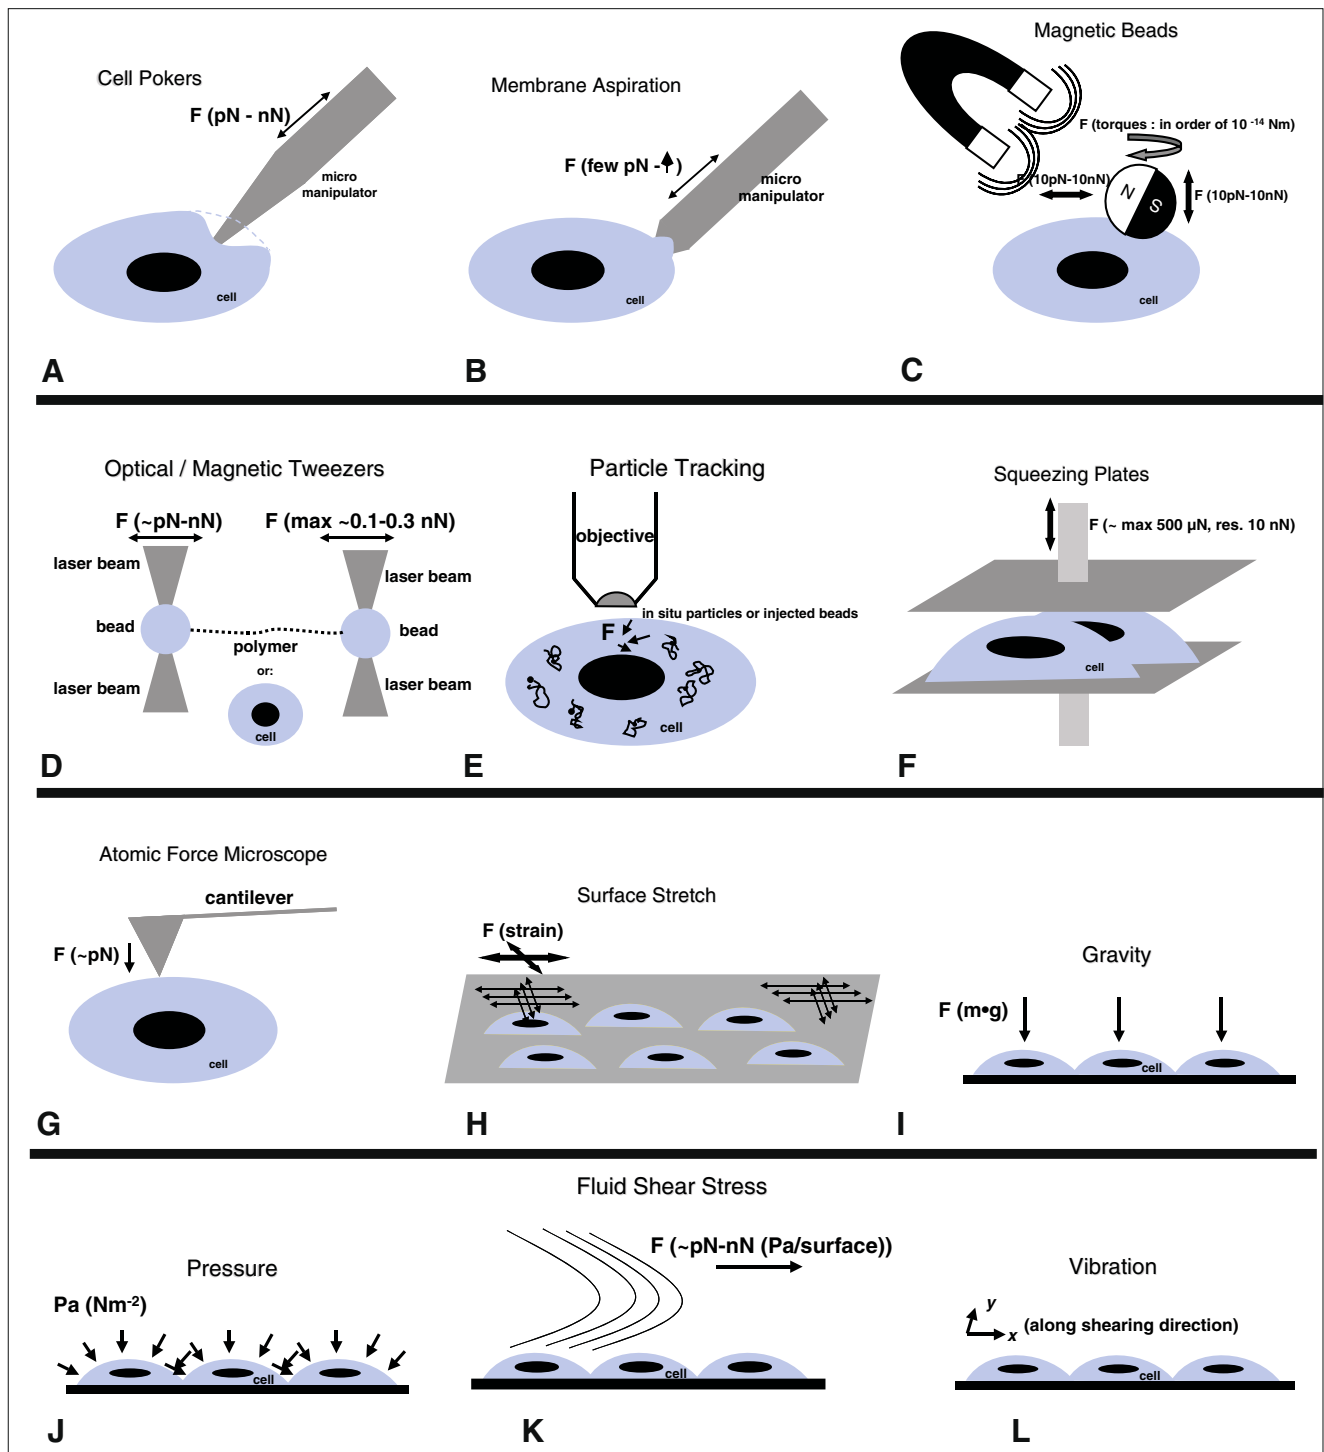 Cell Pokers
F (pN - nN)
micro
manipulator
cell
A
Membrane Aspiration
F (few pN -
micro
manipulator
cell
B
Magnetic Beads
F (torques : in order of 10 -14 Nm)
F (10pN-10nN)
N
S
F (10pN-10nN)
cell
C
Optical / Magnetic Tweezers
F (~pN-nN)
F (max ~0.1-0.3 nN)
laser beam
laser beam
bead
bead
polymer
or:
laser beam
laser beam
cell
D
Particle Tracking
objective
in situ particles or injected beads
F
cell
E
Squeezing Plates
F (~ max 500 µN, res. 10 nN)
cell
F
Atomic Force Microscope
cantilever
F (~pN)
cell
G
Surface Stretch
F (strain)
H
Gravity
F (m•g)
cell
I
Pressure
Pa (Nm-2)
cell
J
Fluid Shear Stress
F (~pN-nN (Pa/surface))
cell
K
Vibration
y
x (along shearing direction)
cell
L